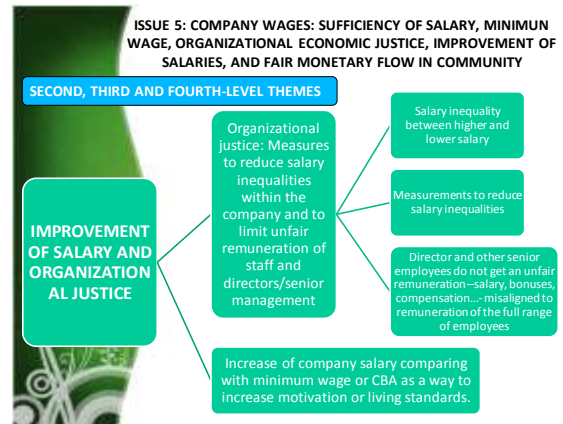 ISSUE 5: COMPANY WAGES: SUFFICIENCY OF SALARY, MINIMUN
WAGE, ORGANIZATIONAL ECONOMIC JUSTICE, IMPROVEMENT OF
SALARIES, AND FAIR MONETARY FLOW IN COMMUNITY
SECOND, THIRD AND FOURTH-LEVEL THEMES
IMPROVEMENT
OF SALARY AND
ORGANIZATION
AL JUSTICE
Organizational
justice: Measures
to reduce salary
inequalities
within the
company and to
limit unfair
remuneration of
staff and
directors/senior
management
Salary inequality
between higher and
lower salary
Measurements to reduce
salary inequalities
Director and other senior
employees do not get an unfair
remuneration –salary, bonuses,
compensation...- misaligned to
remuneration of the full range
of employees
Increase of company salary comparing
with minimum wage or CBA as a way to
increase motivation or living standards.